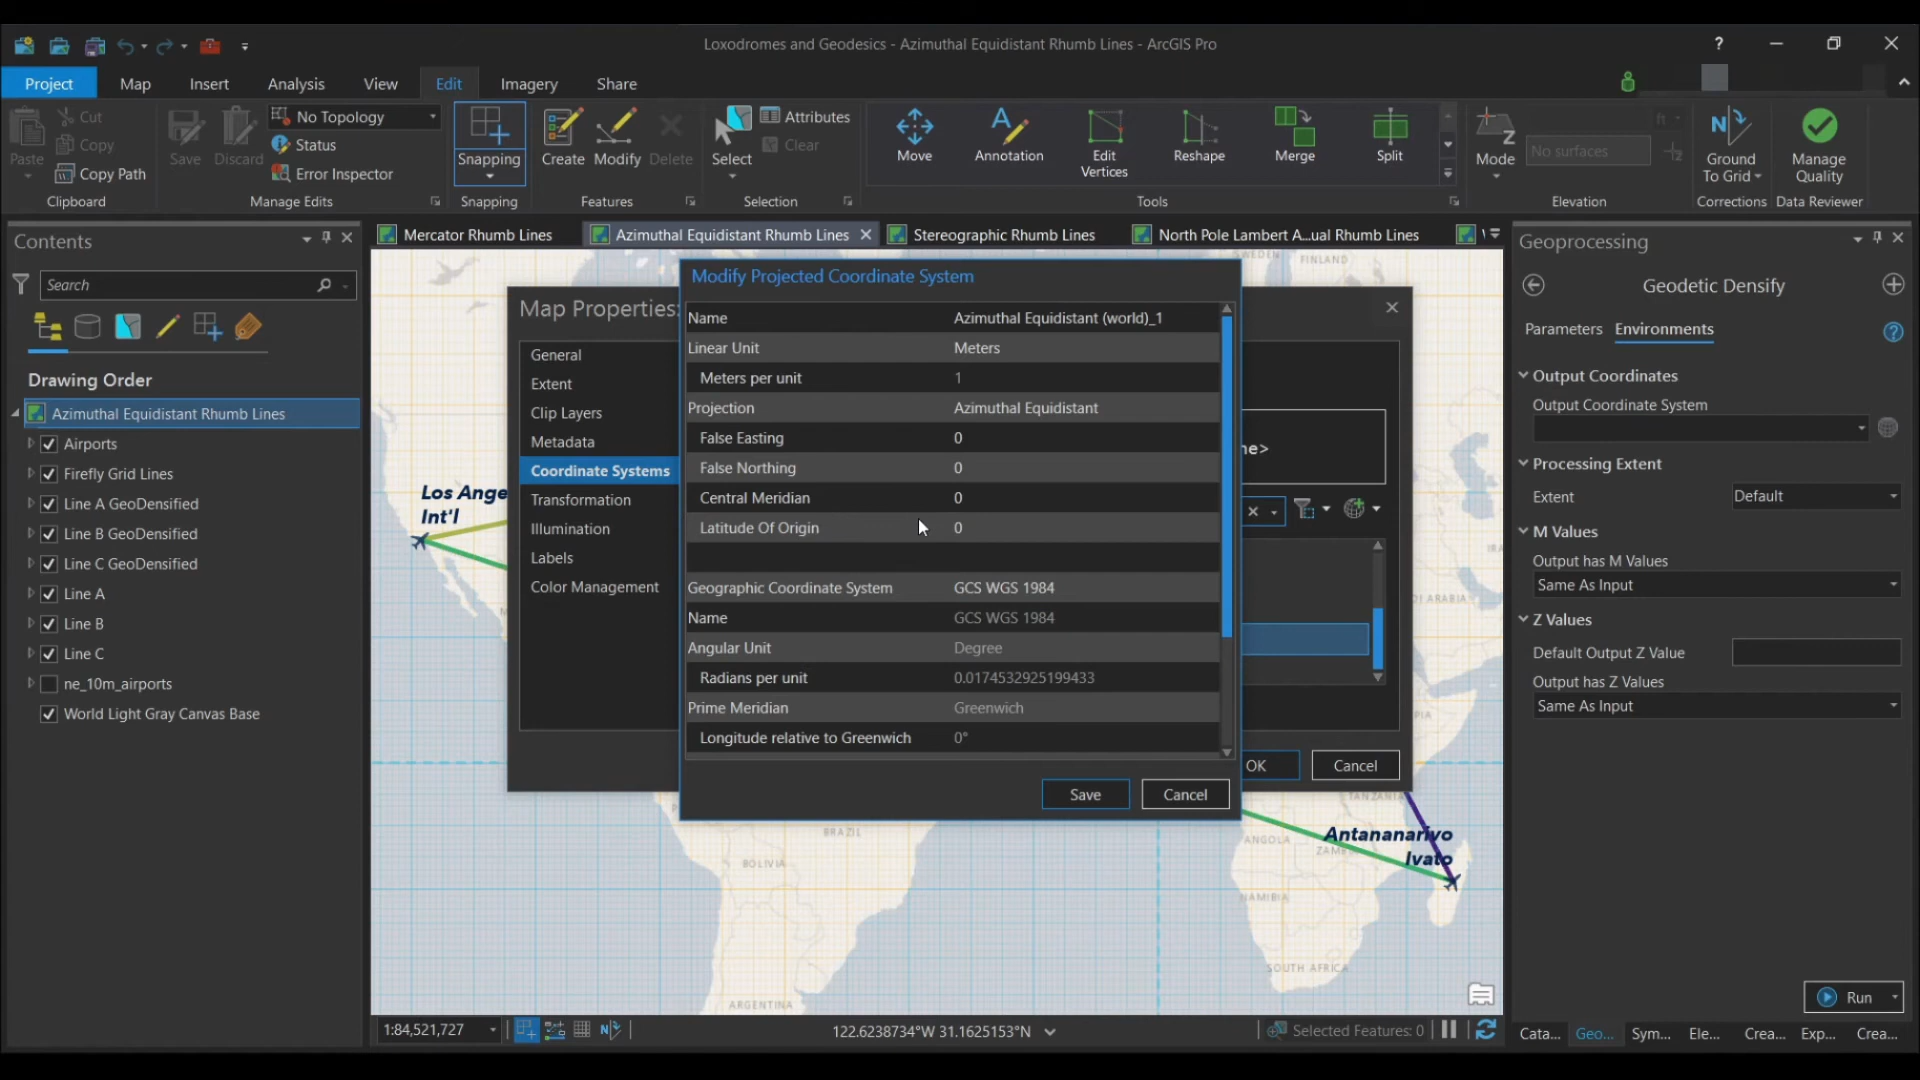 Loxodromes and Geodesics - Azimuthal Equidistant Rhumb Lines - ArcGIS Pro
?
Project Map Insert Analysis View Edit Imagery Share
Paste
Cut
Copy
Copy Path
Clipboard
Save
Discard
No Topology
Status
Error Inspector
Manage Edits
Snapping
Snapping
Create
Modify
Delete
Features
Select
Attributes
Clear
Selection
Move
Annotation
Edit
Vertices
Reshape
Merge
Split
Tools
Mode
No surfaces
ft
Elevation
Ground
To Grid
Corrections
Manage
Quality
Data Reviewer
Contents
Search
Drawing Order
Azimuthal Equidistant Rhumb Lines
Airports
Firefly Grid Lines
Line A GeoDensified
Line B GeoDensified
Line C GeoDensified
Line A
Line B
Line C
ne_10m_airports
World Light Gray Canvas Base
Mercator Rhumb Lines
Azimuthal Equidistant Rhumb Lines
Stereographic Rhumb Lines
North Pole Lambert A...ual Rhumb Lines
FINLAND
Los Ange
Int'l
Map Properties:
General
Extent
Clip Layers
Metadata
Coordinate Systems
Transformation
Illumination
Labels
Color Management
ne>
OK
Cancel
Modify Projected Coordinate System
Name Azimuthal Equidistant (world)_1
Linear Unit Meters
Meters per unit 1
Projection Azimuthal Equidistant
False Easting 0
False Northing 0
Central Meridian 0
Latitude Of Origin 0
Geographic Coordinate System GCS WGS 1984
Name GCS WGS 1984
Angular Unit Degree
Radians per unit 0.0174532925199433
Prime Meridian Greenwich
Longitude relative to Greenwich 0°
Save
Cancel
BRAZIL
BOLIVIA
ARGENTINA
TANZANIA
ANGOLA
ZAMB
NAMIBIA
SOUTH AFRICA
Antananarivo
Ivato
1:84,521,727
122.6238734°W 31.1625153°N
Selected Features: 0
Geoprocessing
Geodetic Densify
Parameters Environments
Output Coordinates
Output Coordinate System
Processing Extent
Extent Default
M Values
Output has M Values
Same As Input
Z Values
Default Output Z Value
Output has Z Values
Same As Input
Run
Cata... Geo... Sym... Ele... Crea... Exp... Crea...